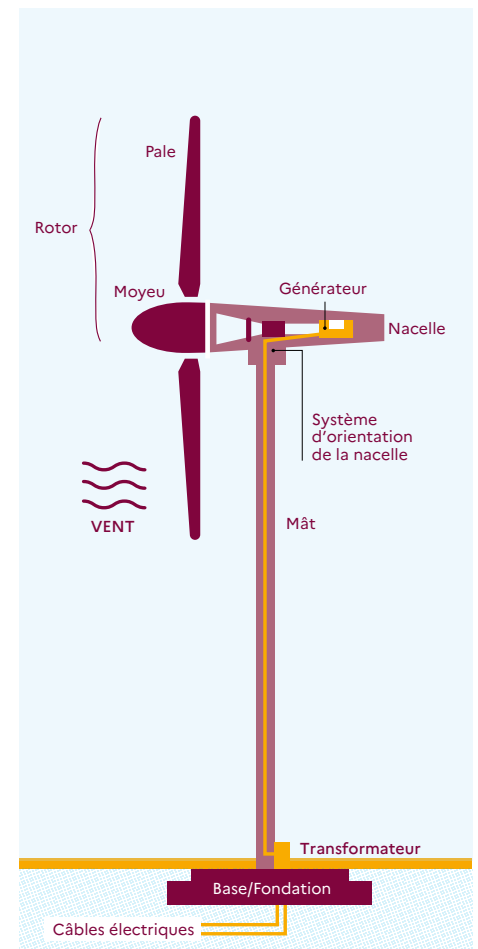 Pale
Rotor
Moyeu
Générateur
Nacelle
Système
d'orientation
de la nacelle
VENT
Mât
Transformateur
Base/Fondation
Câbles électriques